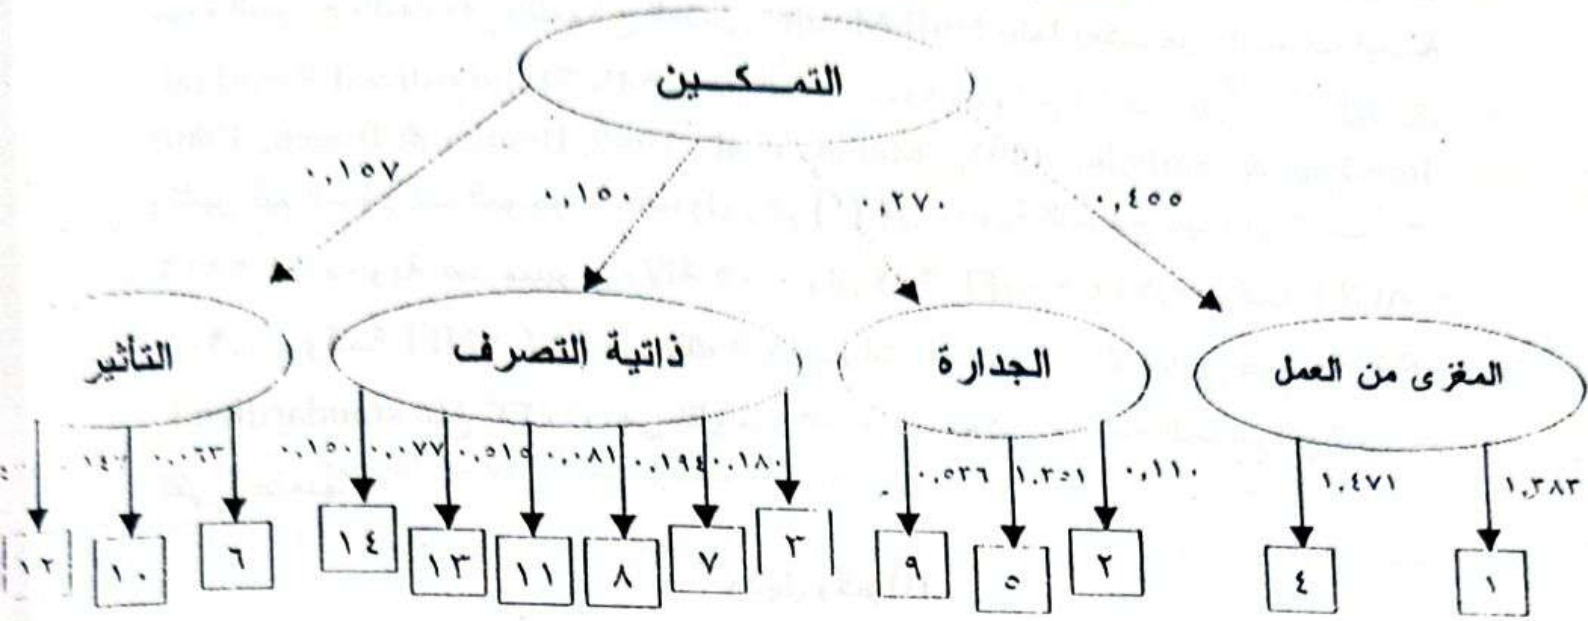 التمـكـين
٠,٤٥٥ ٠,٢٧٠ ٠,١٥٠ ٠,١٥٧
المغزى من العمل الجدارة ذاتية التصرف التأثير
١,٣٨٣ ١,٤٧١ ٠,١١٠ ١,٣٥١ ٠,٥٣٦ ٠,١٨٠ ٠,١٩٤ ٠,٠٨١ ٠,٥١٥ ٠,٠٧٧ ٠,١٥٠ ٠,٠٦٣
١ ٤ ٢ ٥ ٩ ٣ ٧ ٨ ١١ ١٣ ١٤ ٦ ١٠ ١٢